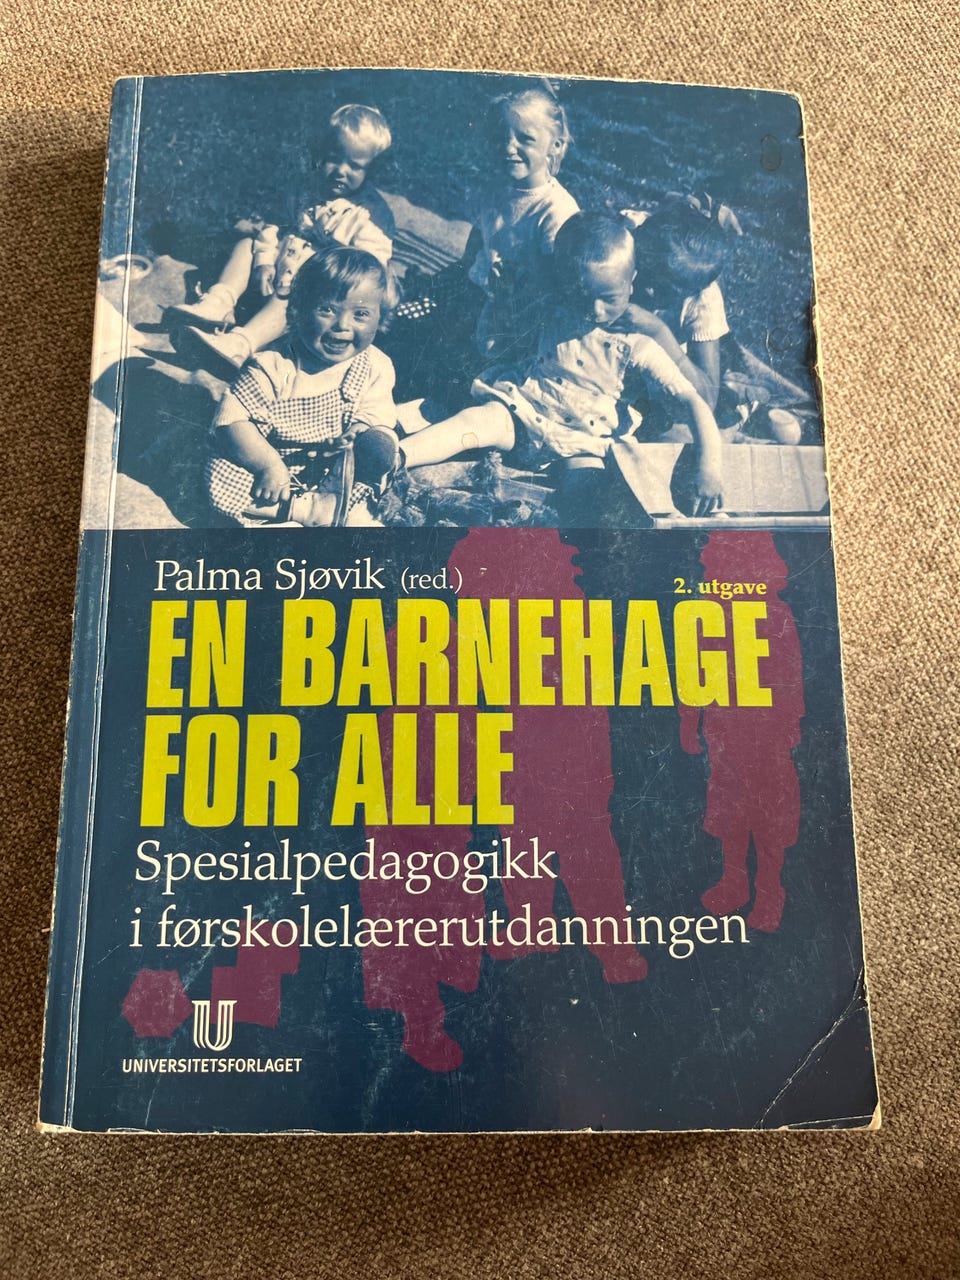 Palma Sjøvik (red.)
2. utgave
EN BARNEHAGE
FOR ALLE
Spesialpedagogikk
i førskolelærerutdanningen
U
UNIVERSITETSFORLAGET